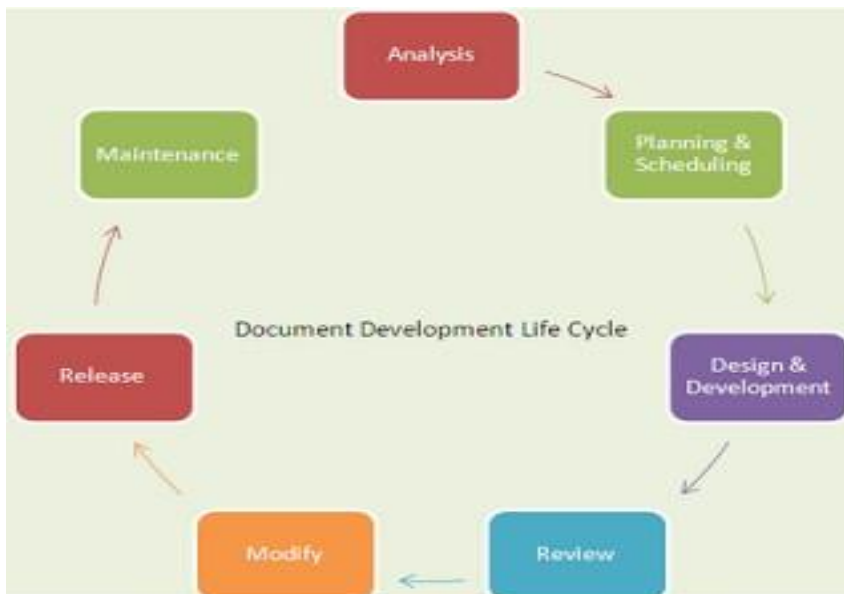 Analysis
Planning &
Scheduling
Design &
Development
Review
Modify
Release
Maintenance
Document Development Life Cycle